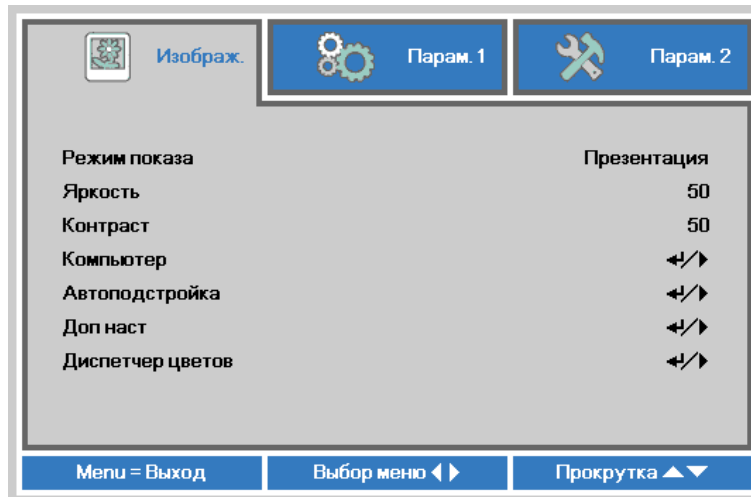 Изображ. Парам. 1 Парам. 2
Режим показа Презентация
Яркость 50
Контраст 50
Компьютер
Автоподстройка
Доп наст
Диспетчер цветов
Menu = Выход Выбор меню Прокрутка